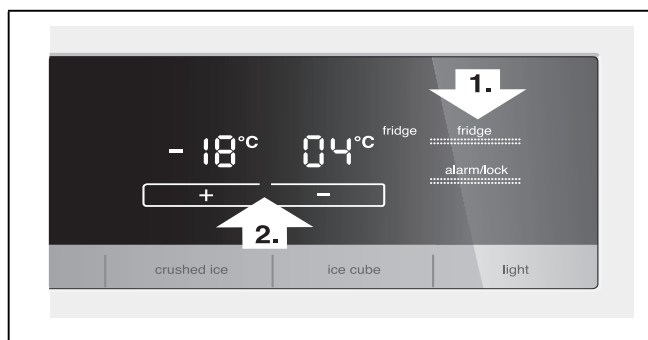 1.
fridge fridge
-18°C 04°C
alarm/lock
+ −
2.
crushed ice ice cube light